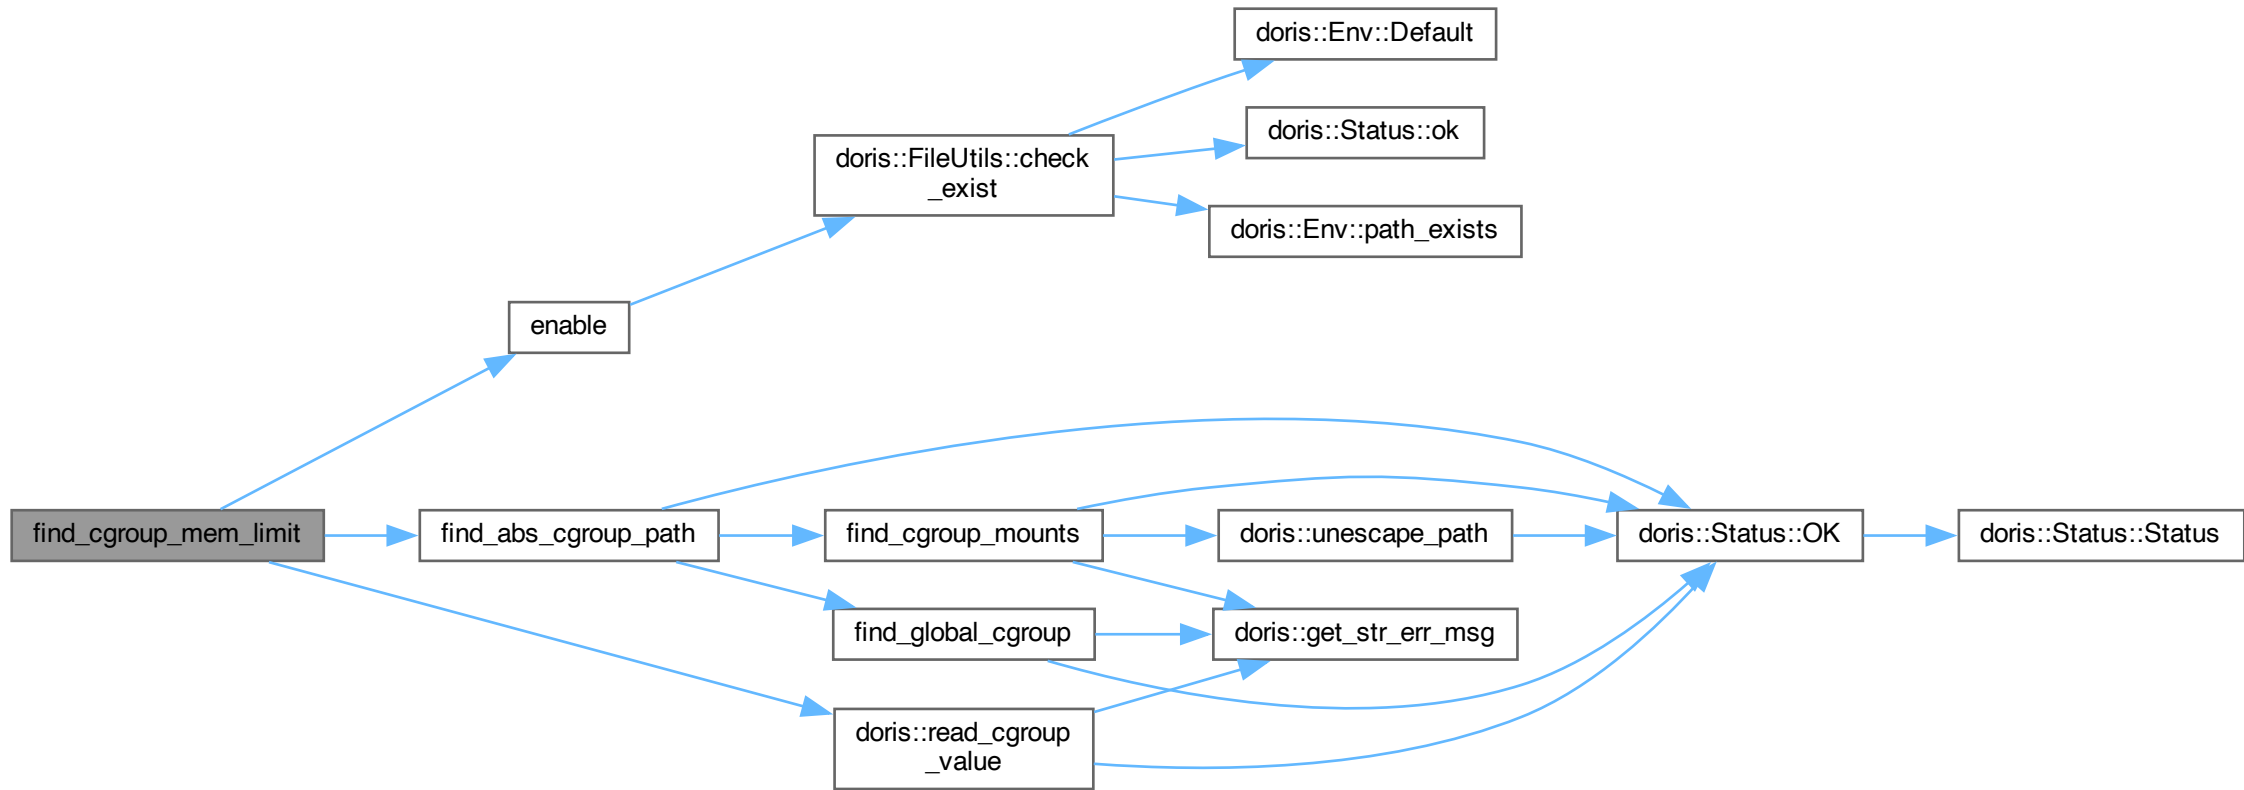 doris::Env::Default
doris::Status::ok
doris::FileUtils::check
_exist
doris::Env::path_exists
enable
find_cgroup_mem_limit
find_abs_cgroup_path
find_cgroup_mounts
doris::unescape_path
doris::Status::OK
doris::Status::Status
find_global_cgroup
doris::get_str_err_msg
doris::read_cgroup
_value